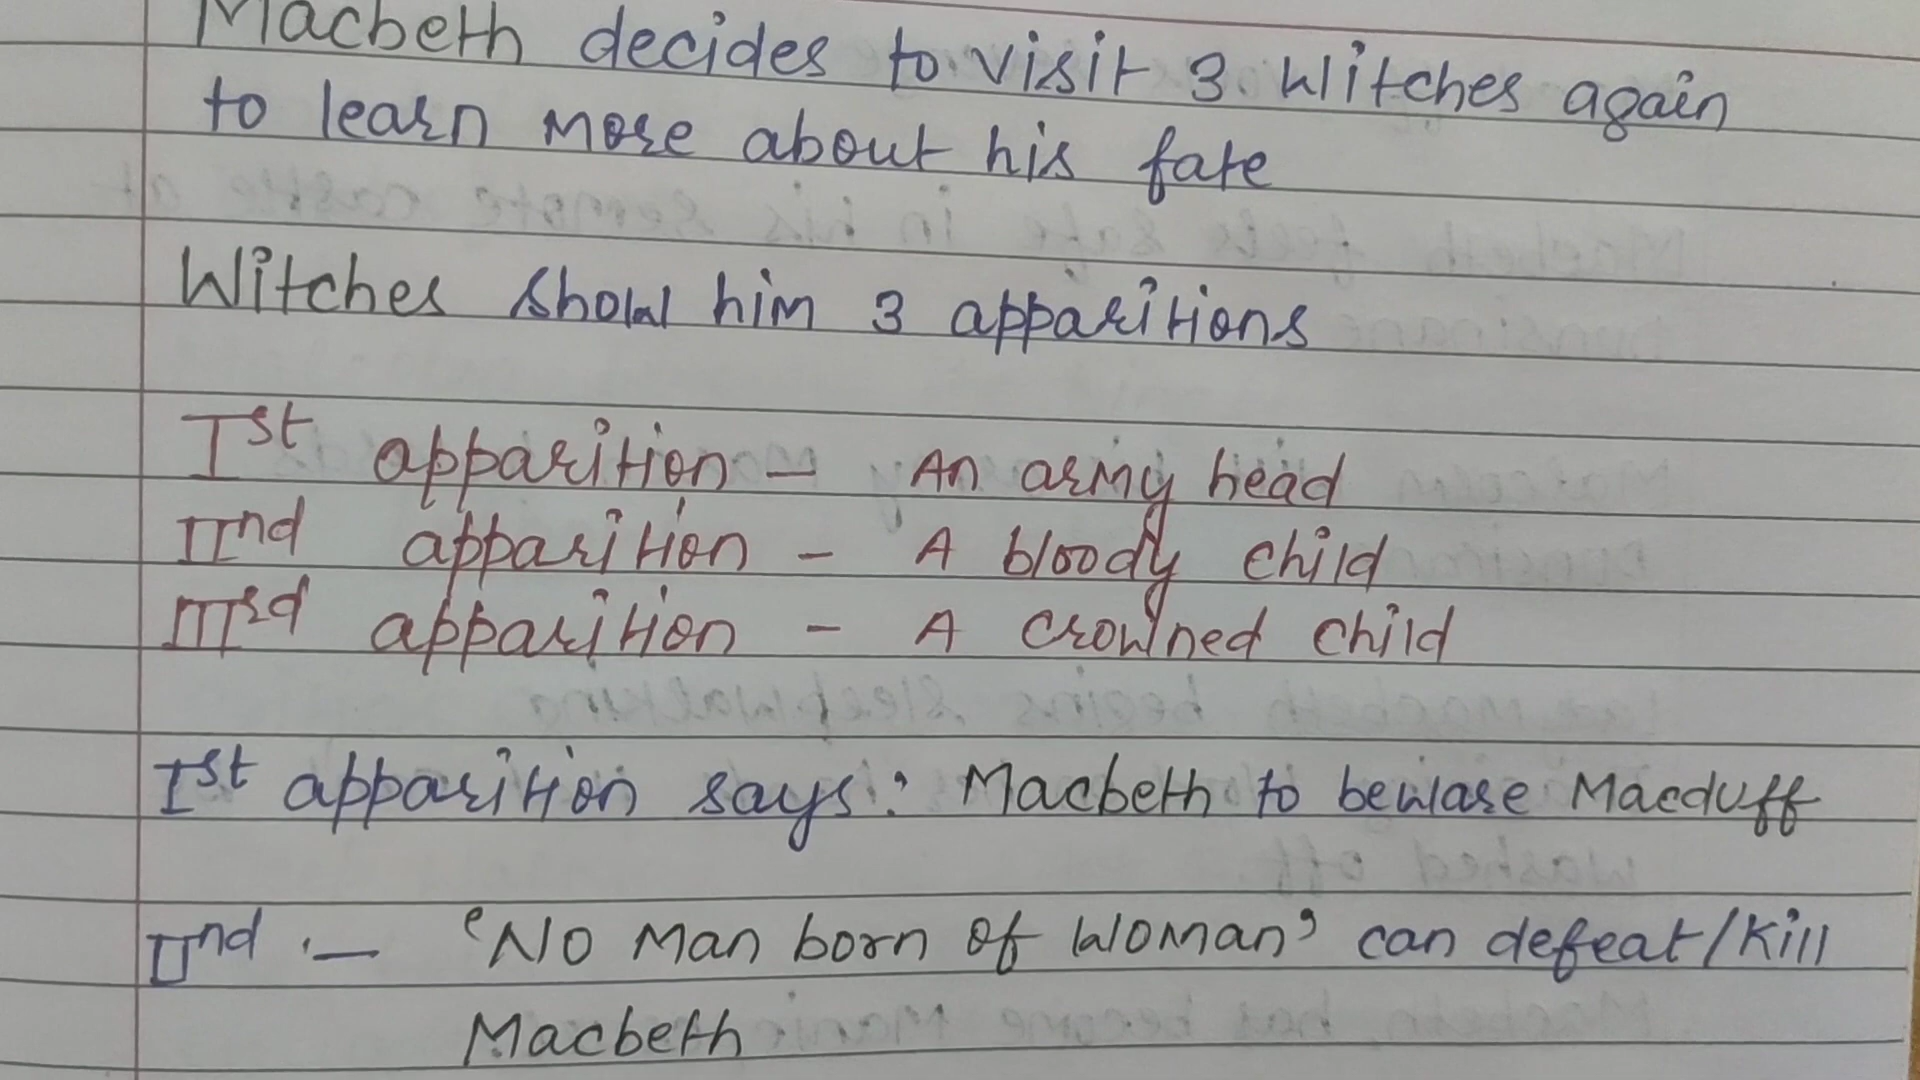 Macbeth decides to visit 3 Witches again
to learn more about his fate
Witches show him 3 apparitions
Ist apparition - An army head
IInd apparition - A bloody child
IIIrd apparition - A crowned child
Ist apparition says: Macbeth to beware Macduff
IInd :- 'No Man born of Woman' can defeat/Kill
Macbeth